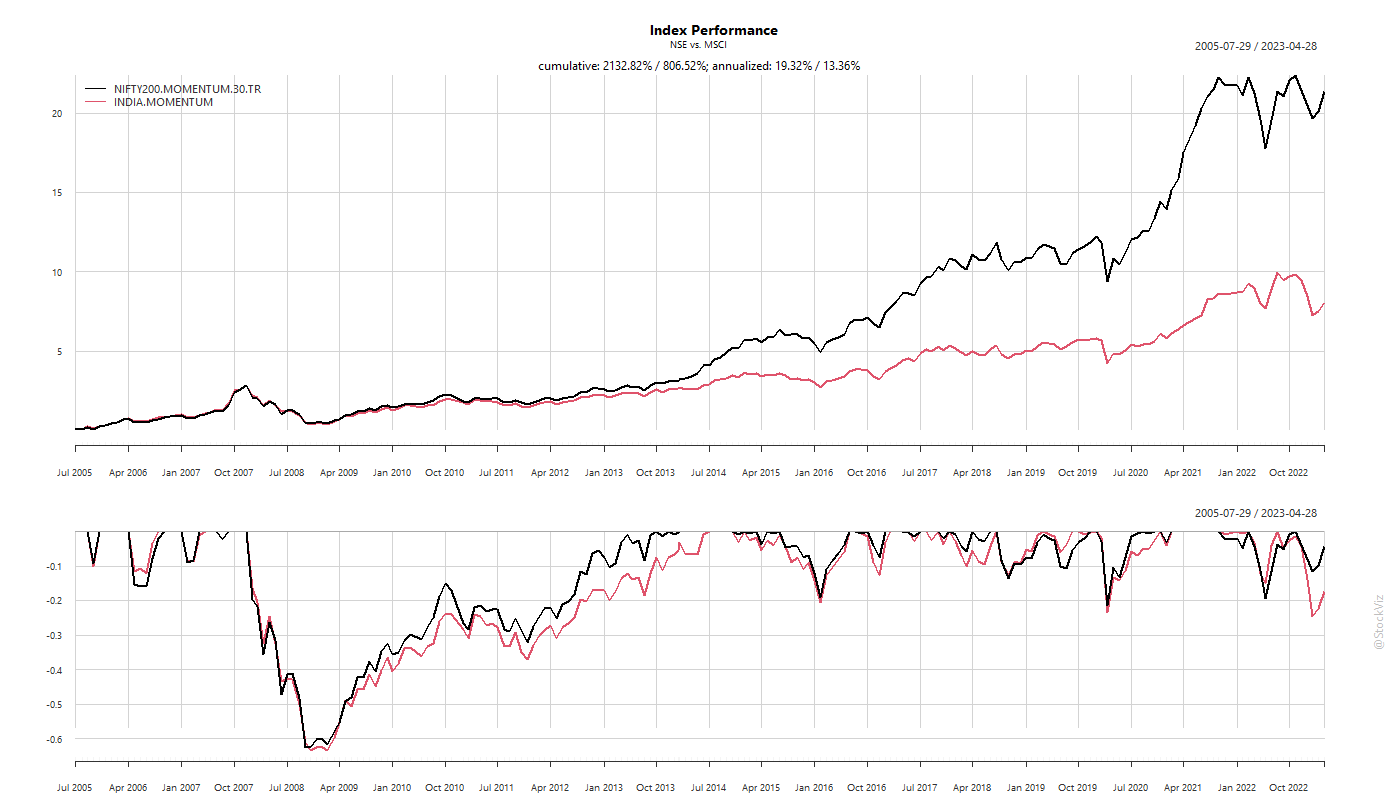 Index Performance
NSE vs. MSCI
2005-07-29 / 2023-04-28
cumulative: 2132.82% / 806.52%; annualized: 19.32% / 13.36%
NIFTY200.MOMENTUM.30.TR
INDIA.MOMENTUM
20
15
10
5
Jul 2005 Apr 2006 Jan 2007 Oct 2007 Jul 2008 Apr 2009 Jan 2010 Oct 2010 Jul 2011 Apr 2012 Jan 2013 Oct 2013 Jul 2014 Apr 2015 Jan 2016 Oct 2016 Jul 2017 Apr 2018 Jan 2019 Oct 2019 Jul 2020 Apr 2021 Jan 2022 Oct 2022
2005-07-29 / 2023-04-28
-0.1
-0.2
-0.3
-0.4
-0.5
-0.6
Jul 2005 Apr 2006 Jan 2007 Oct 2007 Jul 2008 Apr 2009 Jan 2010 Oct 2010 Jul 2011 Apr 2012 Jan 2013 Oct 2013 Jul 2014 Apr 2015 Jan 2016 Oct 2016 Jul 2017 Apr 2018 Jan 2019 Oct 2019 Jul 2020 Apr 2021 Jan 2022 Oct 2022
@StockViz